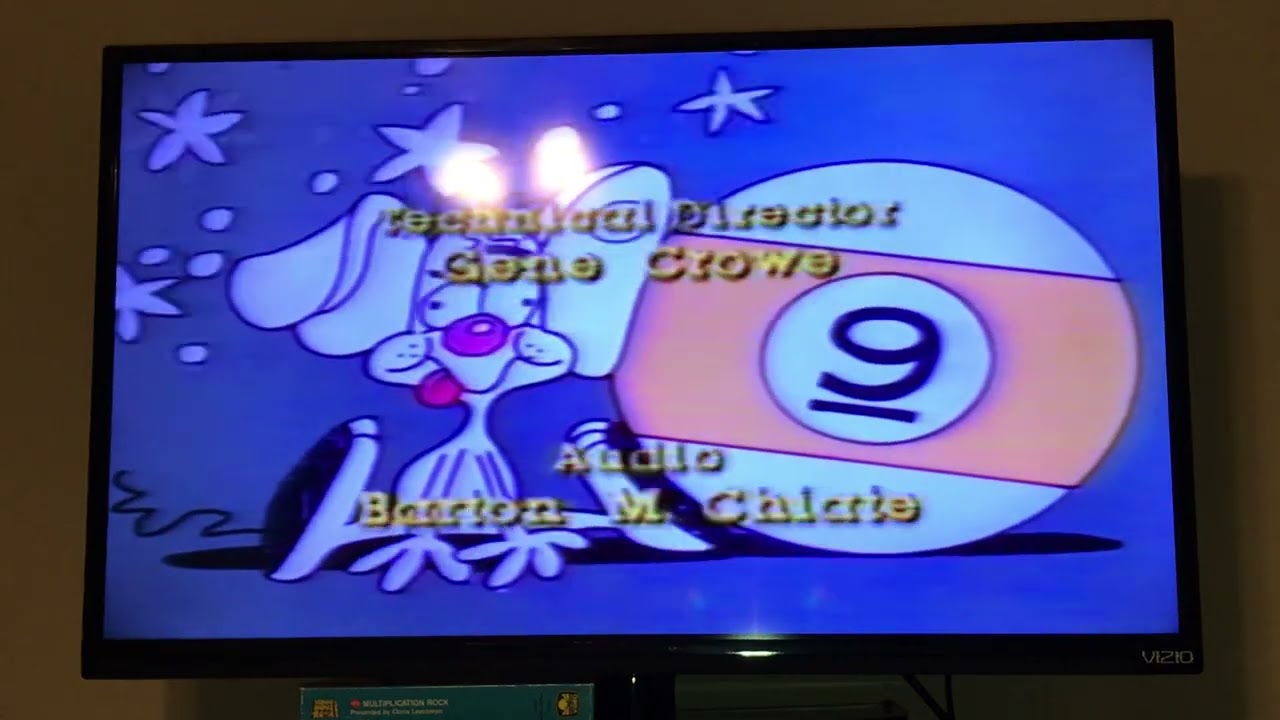 Technical Director
Gene Crowe
9
Audio
Barton M. Chiate
VIZIO
MULTIPLICATION ROCK